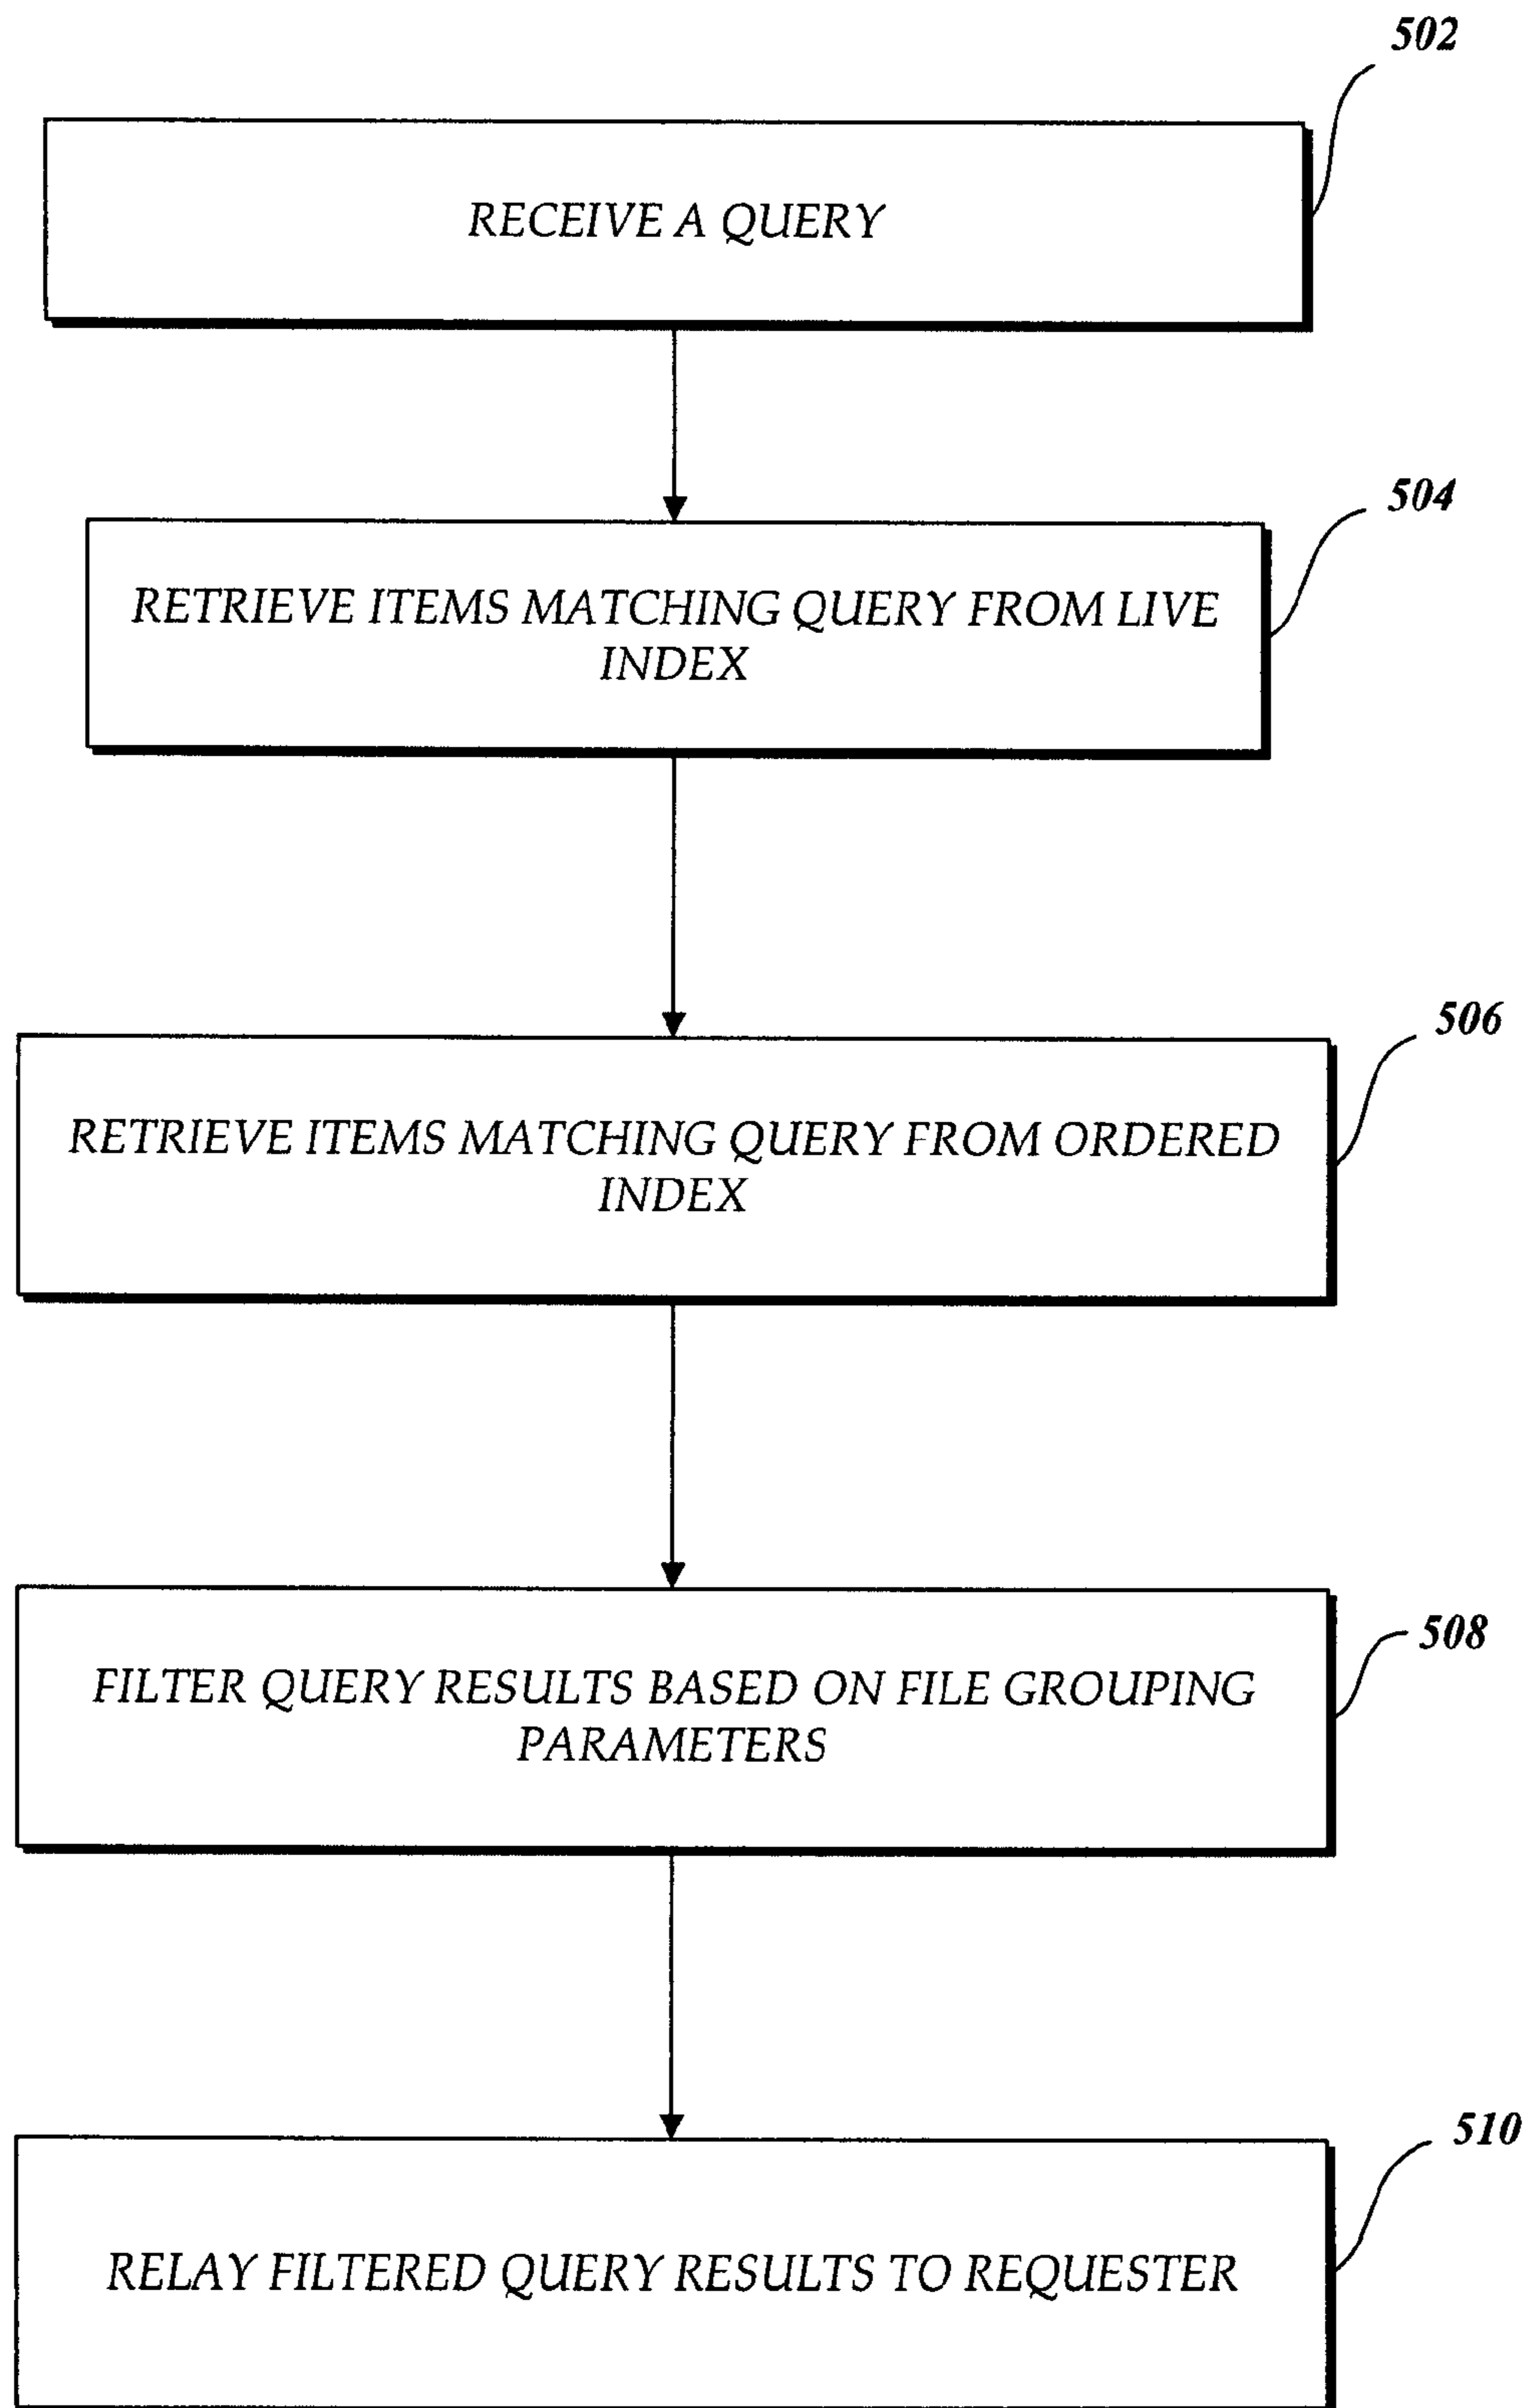 502
RECEIVE A QUERY
504
RETRIEVE ITEMS MATCHING QUERY FROM LIVE
INDEX
506
RETRIEVE ITEMS MATCHING QUERY FROM ORDERED
INDEX
508
FILTER QUERY RESULTS BASED ON FILE GROUPING
PARAMETERS
510
RELAY FILTERED QUERY RESULTS TO REQUESTER